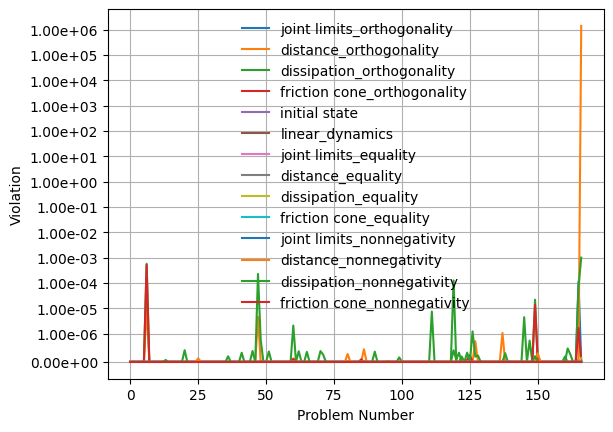 1.00e+06
1.00e+05
1.00e+04
1.00e+03
1.00e+02
1.00e+01
1.00e+00
1.00e-01
1.00e-02
1.00e-03
1.00e-04
1.00e-05
1.00e-06
0.00e+00
Violation
joint limits_orthogonality
distance_orthogonality
dissipation_orthogonality
friction cone_orthogonality
initial state
linear_dynamics
joint limits_equality
distance_equality
dissipation_equality
friction cone_equality
joint limits_nonnegativity
distance_nonnegativity
dissipation_nonnegativity
friction cone_nonnegativity
0 25 50 75 100 125 150
Problem Number